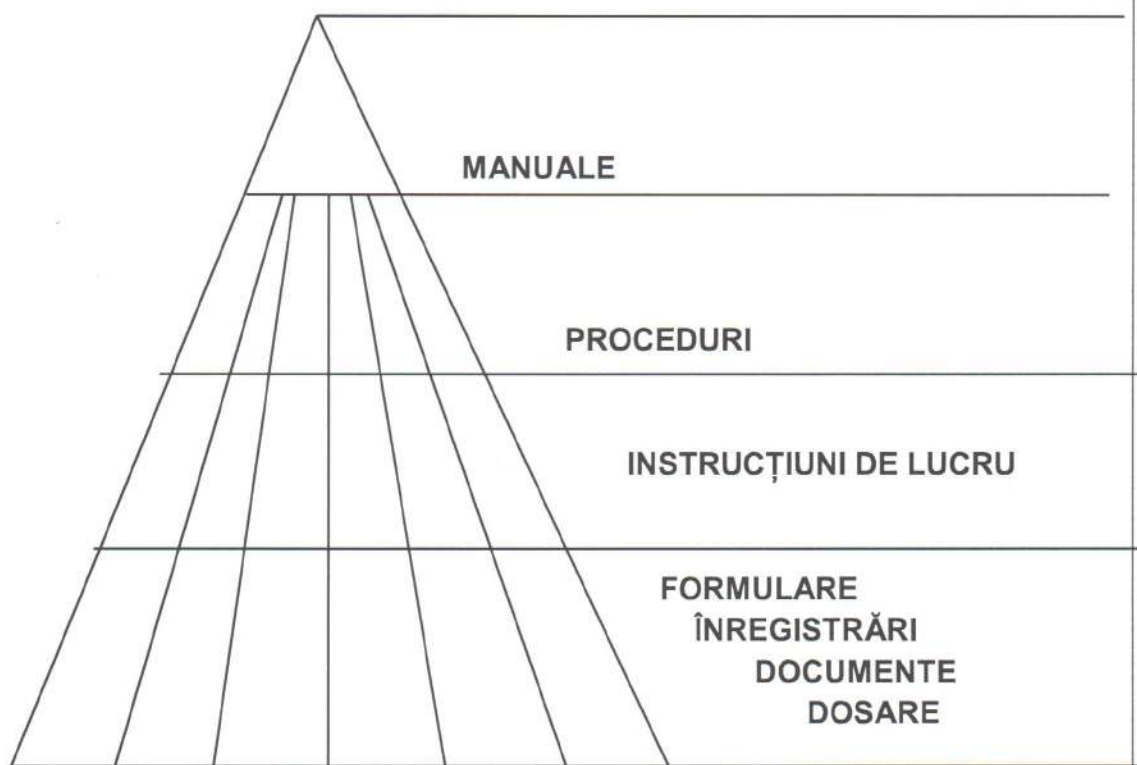 MANUALE
PROCEDURI
INSTRUCȚIUNI DE LUCRU
FORMULARE
ÎNREGISTRĂRI
DOCUMENTE
DOSARE